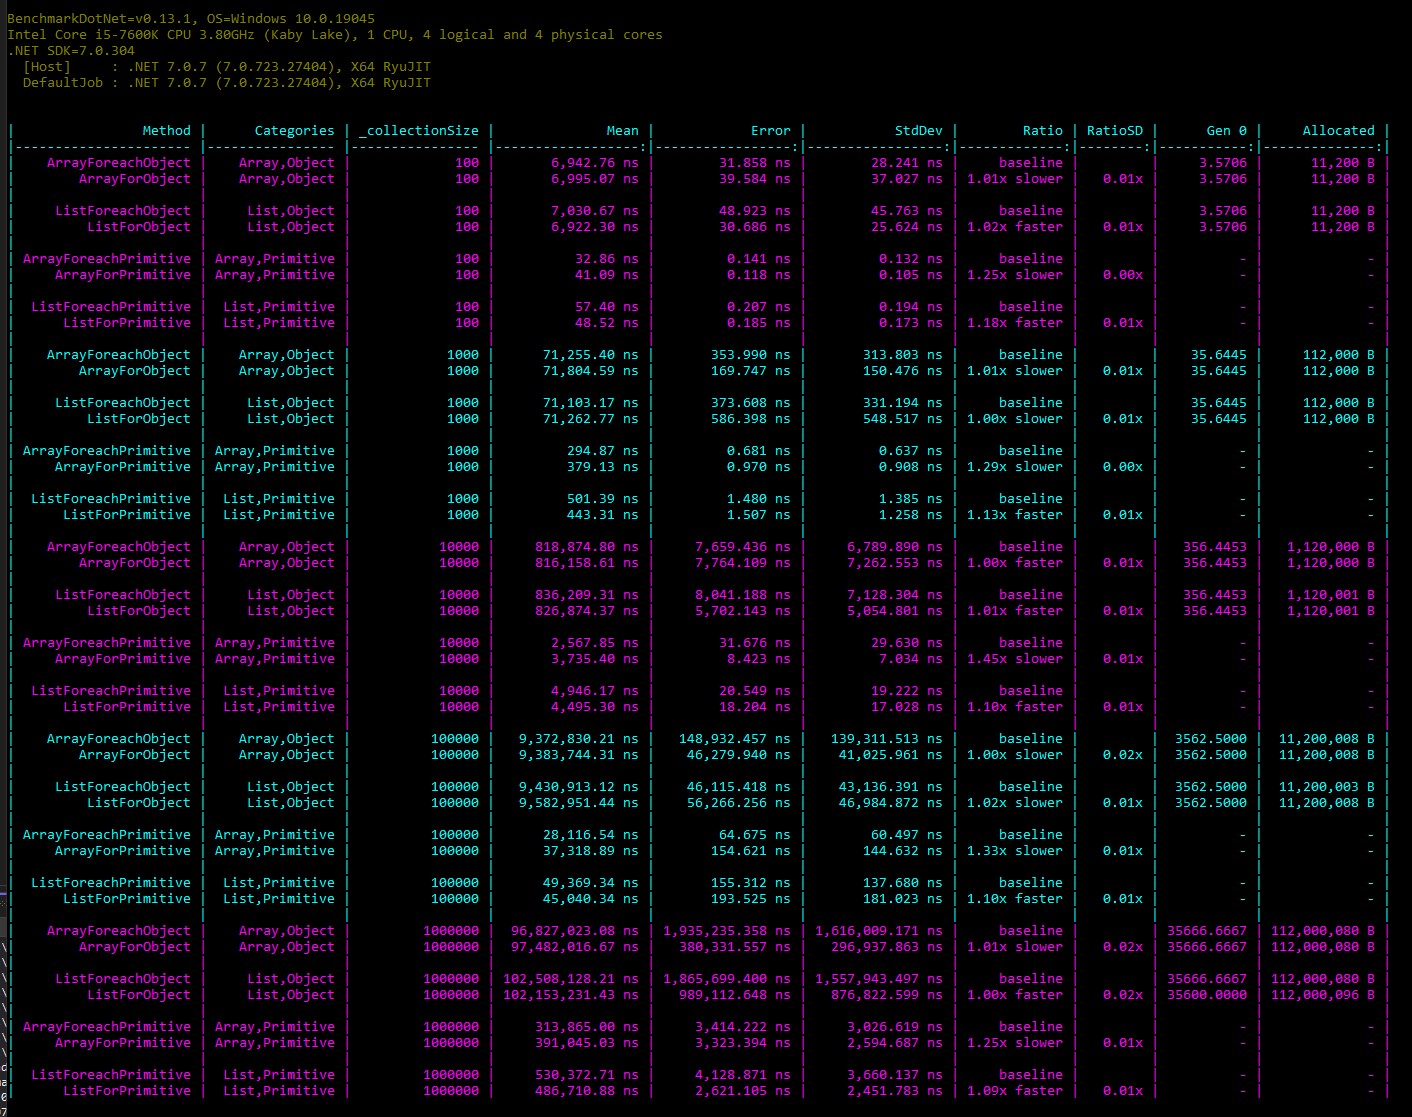 BenchmarkDotNet=v0.13.1, OS=Windows 10.0.19045
Intel Core i5-7600K CPU 3.80GHz (Kaby Lake), 1 CPU, 4 logical and 4 physical cores
.NET SDK=7.0.304
[Host]     : .NET 7.0.7 (7.0.723.27404), X64 RyuJIT
DefaultJob : .NET 7.0.7 (7.0.723.27404), X64 RyuJIT
| Method | Categories | _collectionSize | Mean | Error | StdDev | Ratio | RatioSD | Gen 0 | Allocated |
|---------------------- |---------------- |---------------- |------------------:|-----------------:|-----------------:|-------------:|--------:|-----------:|--------------:|
| ArrayForeachObject | Array,Object | 100 | 6,942.76 ns | 31.858 ns | 28.241 ns | baseline | | 3.5706 | 11,200 B |
| ArrayForObject | Array,Object | 100 | 6,995.07 ns | 39.584 ns | 37.027 ns | 1.01x slower | 0.01x | 3.5706 | 11,200 B |
| ListForeachObject | List,Object | 100 | 7,030.67 ns | 48.923 ns | 45.763 ns | baseline | | 3.5706 | 11,200 B |
| ListForObject | List,Object | 100 | 6,922.30 ns | 30.686 ns | 25.624 ns | 1.02x faster | 0.01x | 3.5706 | 11,200 B |
| ArrayForeachPrimitive | Array,Primitive | 100 | 32.86 ns | 0.141 ns | 0.132 ns | baseline | | - | - |
| ArrayForPrimitive | Array,Primitive | 100 | 41.09 ns | 0.118 ns | 0.105 ns | 1.25x slower | 0.00x | - | - |
| ListForeachPrimitive | List,Primitive | 100 | 57.40 ns | 0.207 ns | 0.194 ns | baseline | | - | - |
| ListForPrimitive | List,Primitive | 100 | 48.52 ns | 0.185 ns | 0.173 ns | 1.18x faster | 0.01x | - | - |
| ArrayForeachObject | Array,Object | 1000 | 71,255.40 ns | 353.990 ns | 313.803 ns | baseline | | 35.6445 | 112,000 B |
| ArrayForObject | Array,Object | 1000 | 71,804.59 ns | 169.747 ns | 150.476 ns | 1.01x slower | 0.01x | 35.6445 | 112,000 B |
| ListForeachObject | List,Object | 1000 | 71,103.17 ns | 373.608 ns | 331.194 ns | baseline | | 35.6445 | 112,000 B |
| ListForObject | List,Object | 1000 | 71,262.77 ns | 586.398 ns | 548.517 ns | 1.00x slower | 0.01x | 35.6445 | 112,000 B |
| ArrayForeachPrimitive | Array,Primitive | 1000 | 294.87 ns | 0.681 ns | 0.637 ns | baseline | | - | - |
| ArrayForPrimitive | Array,Primitive | 1000 | 379.13 ns | 0.970 ns | 0.908 ns | 1.29x slower | 0.00x | - | - |
| ListForeachPrimitive | List,Primitive | 1000 | 501.39 ns | 1.480 ns | 1.385 ns | baseline | | - | - |
| ListForPrimitive | List,Primitive | 1000 | 443.31 ns | 1.507 ns | 1.258 ns | 1.13x faster | 0.01x | - | - |
| ArrayForeachObject | Array,Object | 10000 | 818,874.80 ns | 7,659.436 ns | 6,789.890 ns | baseline | | 356.4453 | 1,120,000 B |
| ArrayForObject | Array,Object | 10000 | 816,158.61 ns | 7,764.109 ns | 7,262.553 ns | 1.00x faster | 0.01x | 356.4453 | 1,120,000 B |
| ListForeachObject | List,Object | 10000 | 836,209.31 ns | 8,041.188 ns | 7,128.304 ns | baseline | | 356.4453 | 1,120,001 B |
| ListForObject | List,Object | 10000 | 826,874.37 ns | 5,702.143 ns | 5,054.801 ns | 1.01x faster | 0.01x | 356.4453 | 1,120,001 B |
| ArrayForeachPrimitive | Array,Primitive | 10000 | 2,567.85 ns | 31.676 ns | 29.630 ns | baseline | | - | - |
| ArrayForPrimitive | Array,Primitive | 10000 | 3,735.40 ns | 8.423 ns | 7.034 ns | 1.45x slower | 0.01x | - | - |
| ListForeachPrimitive | List,Primitive | 10000 | 4,946.17 ns | 20.549 ns | 19.222 ns | baseline | | - | - |
| ListForPrimitive | List,Primitive | 10000 | 4,495.30 ns | 18.204 ns | 17.028 ns | 1.10x faster | 0.01x | - | - |
| ArrayForeachObject | Array,Object | 100000 | 9,372,830.21 ns | 148,932.457 ns | 139,311.513 ns | baseline | | 3562.5000 | 11,200,008 B |
| ArrayForObject | Array,Object | 100000 | 9,383,744.31 ns | 46,279.940 ns | 41,025.961 ns | 1.00x slower | 0.02x | 3562.5000 | 11,200,008 B |
| ListForeachObject | List,Object | 100000 | 9,430,913.12 ns | 46,115.418 ns | 43,136.391 ns | baseline | | 3562.5000 | 11,200,003 B |
| ListForObject | List,Object | 100000 | 9,582,951.44 ns | 56,266.256 ns | 46,984.872 ns | 1.02x slower | 0.01x | 3562.5000 | 11,200,008 B |
| ArrayForeachPrimitive | Array,Primitive | 100000 | 28,116.54 ns | 64.675 ns | 60.497 ns | baseline | | - | - |
| ArrayForPrimitive | Array,Primitive | 100000 | 37,318.89 ns | 154.621 ns | 144.632 ns | 1.33x slower | 0.01x | - | - |
| ListForeachPrimitive | List,Primitive | 100000 | 49,369.34 ns | 155.312 ns | 137.680 ns | baseline | | - | - |
| ListForPrimitive | List,Primitive | 100000 | 45,040.34 ns | 193.525 ns | 181.023 ns | 1.10x faster | 0.01x | - | - |
| ArrayForeachObject | Array,Object | 1000000 | 96,827,023.08 ns | 1,935,235.358 ns | 1,616,009.171 ns | baseline | | 35666.6667 | 112,000,080 B |
| ArrayForObject | Array,Object | 1000000 | 97,482,016.67 ns | 380,331.557 ns | 296,937.863 ns | 1.01x slower | 0.02x | 35666.6667 | 112,000,080 B |
| ListForeachObject | List,Object | 1000000 | 102,508,128.21 ns | 1,865,699.400 ns | 1,557,943.497 ns | baseline | | 35666.6667 | 112,000,080 B |
| ListForObject | List,Object | 1000000 | 102,153,231.43 ns | 989,112.648 ns | 876,822.599 ns | 1.00x faster | 0.02x | 35600.0000 | 112,000,096 B |
| ArrayForeachPrimitive | Array,Primitive | 1000000 | 313,865.00 ns | 3,414.222 ns | 3,026.619 ns | baseline | | - | - |
| ArrayForPrimitive | Array,Primitive | 1000000 | 391,045.03 ns | 3,323.394 ns | 2,594.687 ns | 1.25x slower | 0.01x | - | - |
| ListForeachPrimitive | List,Primitive | 1000000 | 530,372.71 ns | 4,128.871 ns | 3,660.137 ns | baseline | | - | - |
| ListForPrimitive | List,Primitive | 1000000 | 486,710.88 ns | 2,621.105 ns | 2,451.783 ns | 1.09x faster | 0.01x | - | - |